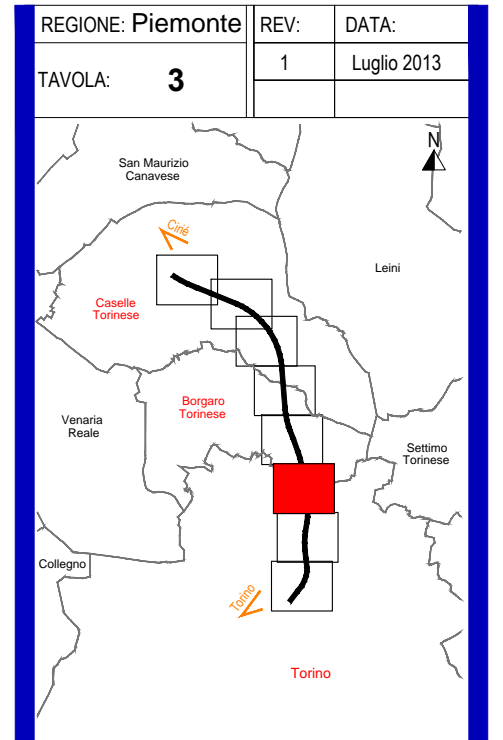 REGIONE: Piemonte
REV:
DATA:
TAVOLA: 3
1
Luglio 2013
N
San Maurizio
Canavese
Cirié
Leini
Caselle
Torinese
Borgaro
Torinese
Venaria
Reale
Settimo
Torinese
Collegno
Torino
Torino